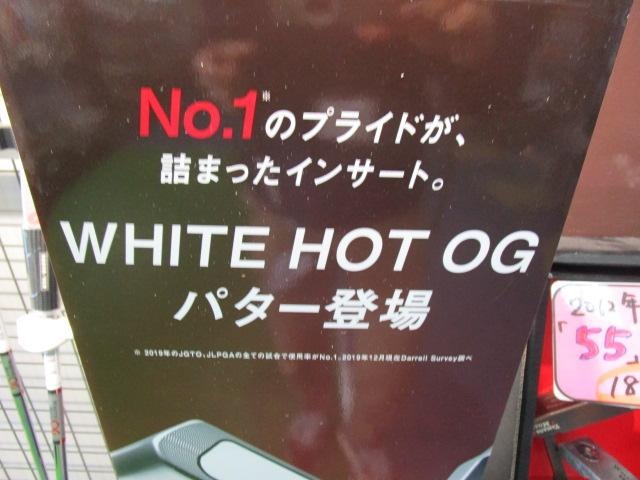 No.1※のプライドが、
詰まったインサート。
WHITE HOT OG
パター登場
※ 2019年のJGTO、JLPGAの全ての試合で使用率がNo.1。2019年12月現在Darrell Survey調べ
2012年
「55
18